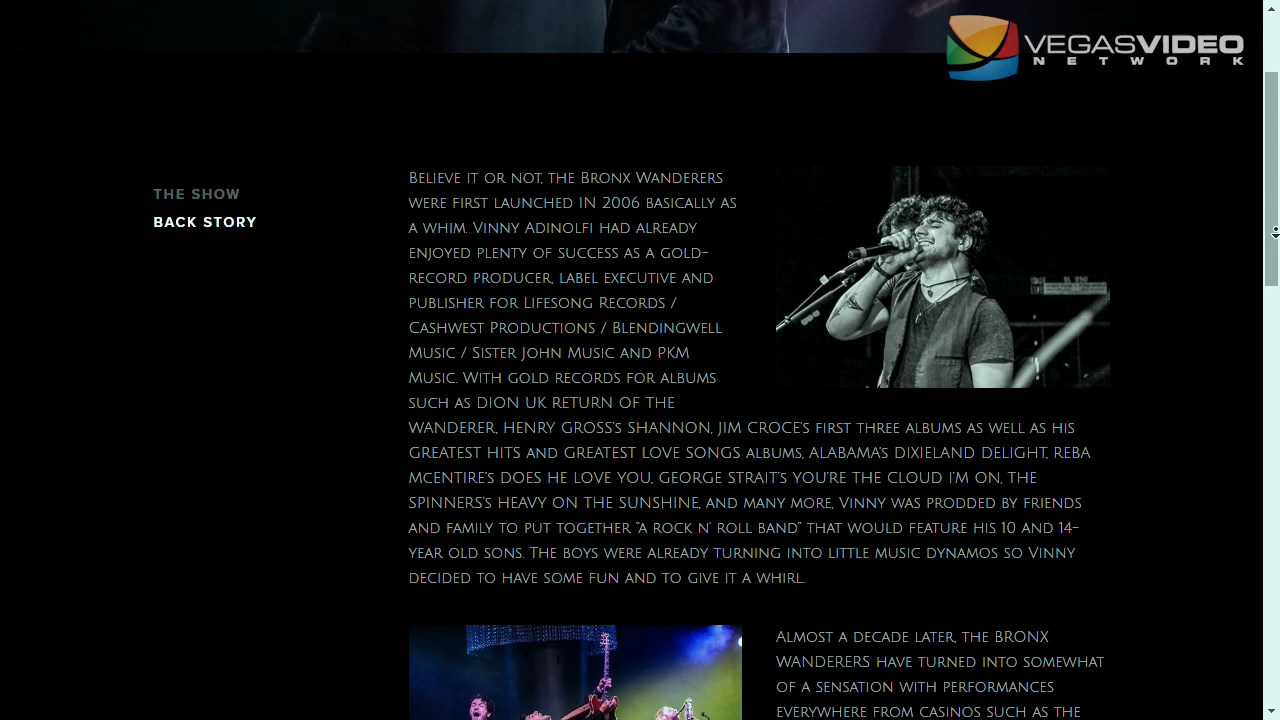 VEGASVIDEO
NETWORK
THE SHOW
BACK STORY
Believe it or not, the Bronx Wanderers
were first launched in 2006 basically as
a whim. Vinny Adinolfi had already
enjoyed plenty of success as a gold-
record producer, label executive and
publisher for Lifesong Records /
Cashwest Productions / Blendingwell
Music / Sister John Music and PKM
Music. With gold records for albums
such as DION UK RETURN OF THE
WANDERER, HENRY GROSS's SHANNON, JIM CROCE's first three albums as well as his
GREATEST HITS and GREATEST LOVE SONGS albums, ALABAMA's DIXIELAND DELIGHT, REBA
McENTIRE's DOES HE LOVE YOU, GEORGE STRAIT's YOU'RE THE CLOUD I'M ON, THE
SPINNERS's HEAVY ON THE SUNSHINE, and many more, Vinny was prodded by friends
and family to put together “a rock n’ roll band” that would feature his 10 and 14-
year old sons. The boys were already turning into little music dynamos so Vinny
decided to have some fun and to give it a whirl.
Almost a decade later, the BRONX
WANDERERS have turned into somewhat
of a sensation with performances
everywhere from casinos such as the